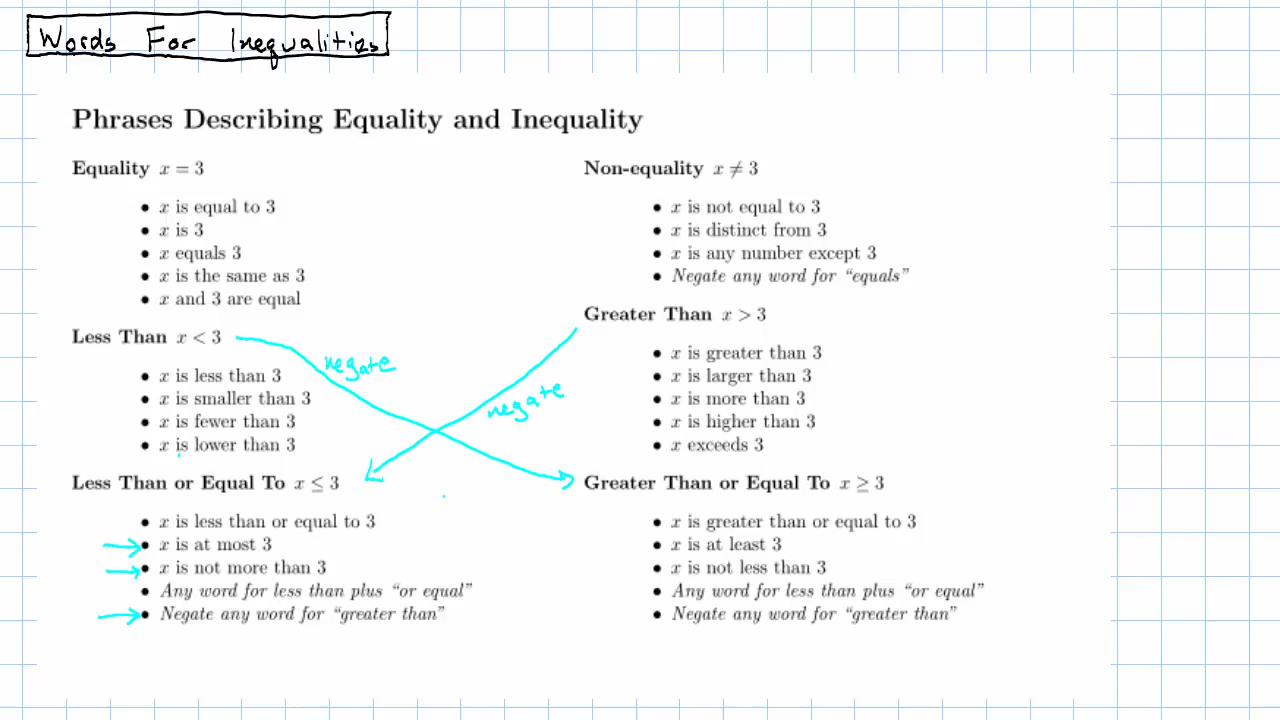 Words For Inequalities
Phrases Describing Equality and Inequality
Equality x = 3
• x is equal to 3
• x is 3
• x equals 3
• x is the same as 3
• x and 3 are equal
Less Than x < 3
• x is less than 3
• x is smaller than 3
• x is fewer than 3
• x is lower than 3
Less Than or Equal To x ≤ 3
• x is less than or equal to 3
• x is at most 3
• x is not more than 3
• Any word for less than plus “or equal”
• Negate any word for “greater than”
negate
negate
Non-equality x ≠ 3
• x is not equal to 3
• x is distinct from 3
• x is any number except 3
• Negate any word for “equals”
Greater Than x > 3
• x is greater than 3
• x is larger than 3
• x is more than 3
• x is higher than 3
• x exceeds 3
Greater Than or Equal To x ≥ 3
• x is greater than or equal to 3
• x is at least 3
• x is not less than 3
• Any word for less than plus “or equal”
• Negate any word for “greater than”